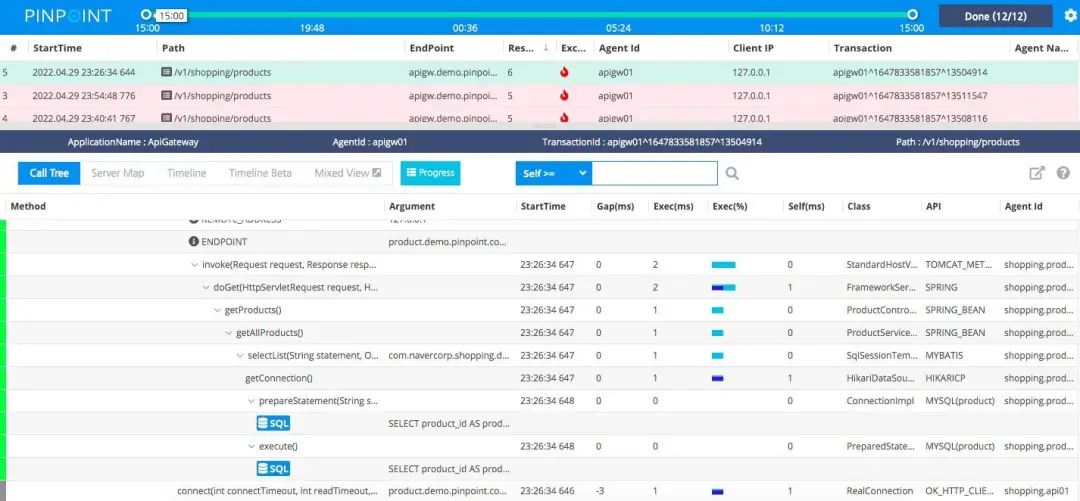 PINPOINT 15:00 Done (12/12)
15:00 19:48 00:36 05:24 10:12 15:00
# StartTime Path EndPoint Res... ↓ Exc... Agent Id Client IP Transaction Agent Na...
5 2022.04.29 23:26:34 644 /v1/shopping/products apigw.demo.pinpoi... 6 apigw01 127.0.0.1 apigw01^1647833581857^13504914
3 2022.04.29 23:54:48 776 /v1/shopping/products apigw.demo.pinpoi... 5 apigw01 127.0.0.1 apigw01^1647833581857^13511547
4 2022.04.29 23:40:41 767 /v1/shopping/products apigw.demo.pinpoi... 5 apigw01 127.0.0.1 apigw01^1647833581857^13508116
ApplicationName : ApiGateway AgentId : apigw01 TransactionId : apigw01^1647833581857^13504914 Path : /v1/shopping/products
Call Tree Server Map Timeline Timeline Beta Mixed View Progress Self >=
Method Argument StartTime Gap(ms) Exec(ms) Exec(%) Self(ms) Class API Agent Id
REMOTE_ADDRESS 127.0.0.1
ENDPOINT product.demo.pinpoint.co...
invoke(Request request, Response resp... 23:26:34 647 0 2 0 StandardHostV... TOMCAT_MET... shopping.prod...
doGet(HttpServletRequest request, H... 23:26:34 647 0 2 1 FrameworkSer... SPRING shopping.prod...
getProducts() 23:26:34 647 0 1 0 ProductContro... SPRING_BEAN shopping.prod...
getAllProducts() 23:26:34 647 0 1 0 ProductService... SPRING_BEAN shopping.prod...
selectList(String statement, O... com.navercorp.shopping.d... 23:26:34 647 0 1 0 SqlSessionTem... MYBATIS shopping.prod...
getConnection() 23:26:34 647 0 1 1 HikariDataSou... HIKARICP shopping.prod...
prepareStatement(String s... 23:26:34 648 0 0 0 ConnectionImpl MYSQL(product) shopping.prod...
SQL SELECT product_id AS prod...
execute() 23:26:34 648 0 0 0 PreparedState... MYSQL(product) shopping.prod...
SQL SELECT product_id AS prod...
connect(int connectTimeout, int readTimeout,... product.demo.pinpoint.co... 23:26:34 646 -3 1 1 RealConnection OK_HTTP_CLIE... shopping.api01